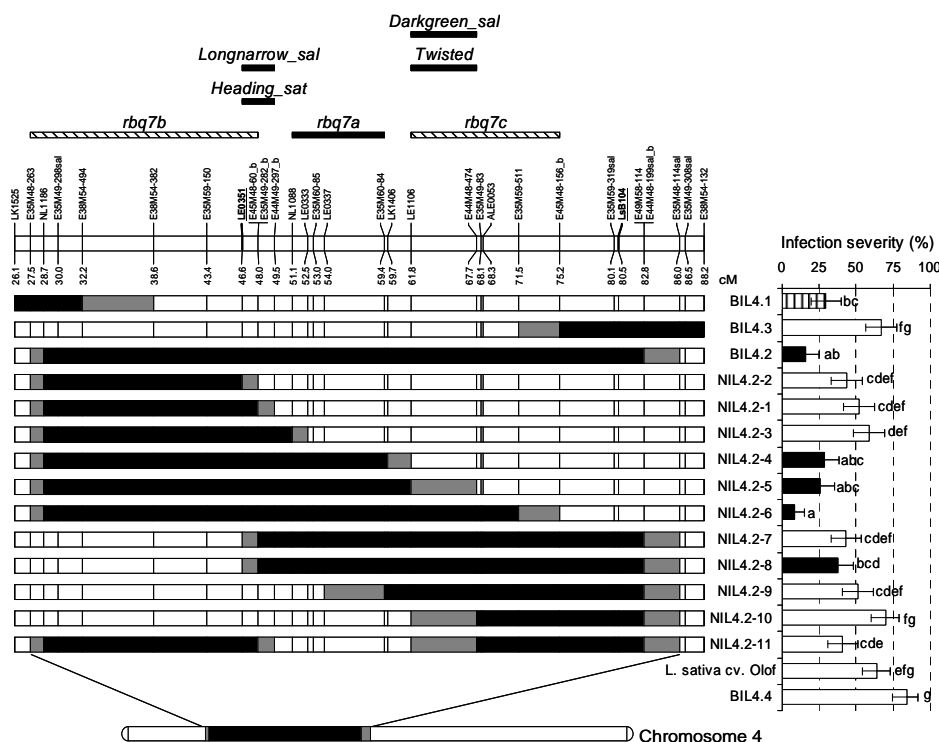 Darkgreen_sal
Longnarrow_sal
Twisted
Heading_sat
rbq7b
rbq7a
rbq7c
LK1525
E35M48-263
NL1186
E35M49-298sal
E38M54-494
E38M54-382
E35M59-150
LE0351
E45M48-60_b
E35M49-282_b
E44M49-297_b
NL1088
LE0333
E35M60-85
LE0337
E35M60-84
LK1406
LE1106
E44M48-474
E35M49-83
ALE0053
E35M59-511
E45M48-156_b
E35M59-319sal
LsB104
E49M58-114
E44M48-199sal_b
E35M48-114sal
E35M49-308sal
E38M54-132
26.1
27.5
28.7
30.0
32.2
38.6
43.4
46.6
48.0
49.5
51.1
52.5
53.0
54.0
59.4
59.7
61.8
67.7
68.1
68.3
71.5
75.2
80.1
80.5
82.8
86.0
86.5
88.2
cM
Infection severity (%)
0 25 50 75 100
BIL4.1 bc
BIL4.3 fg
BIL4.2 ab
NIL4.2-2 cdef
NIL4.2-1 cdef
NIL4.2-3 def
NIL4.2-4 abc
NIL4.2-5 abc
NIL4.2-6 a
NIL4.2-7 cdef
NIL4.2-8 bcd
NIL4.2-9 cdef
NIL4.2-10 fg
NIL4.2-11 cde
L. sativa cv. Olof efg
BIL4.4 g
Chromosome 4